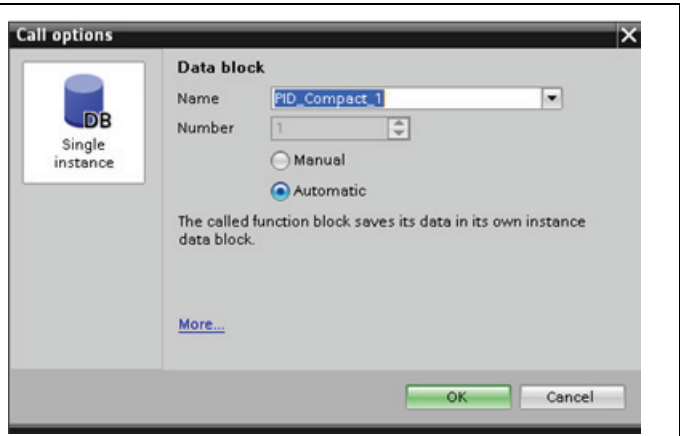 Call options
Data block
Name PID_Compact_1
Number 1
DB
Single
instance
Manual
Automatic
The called function block saves its data in its own instance
data block.
More...
OK Cancel